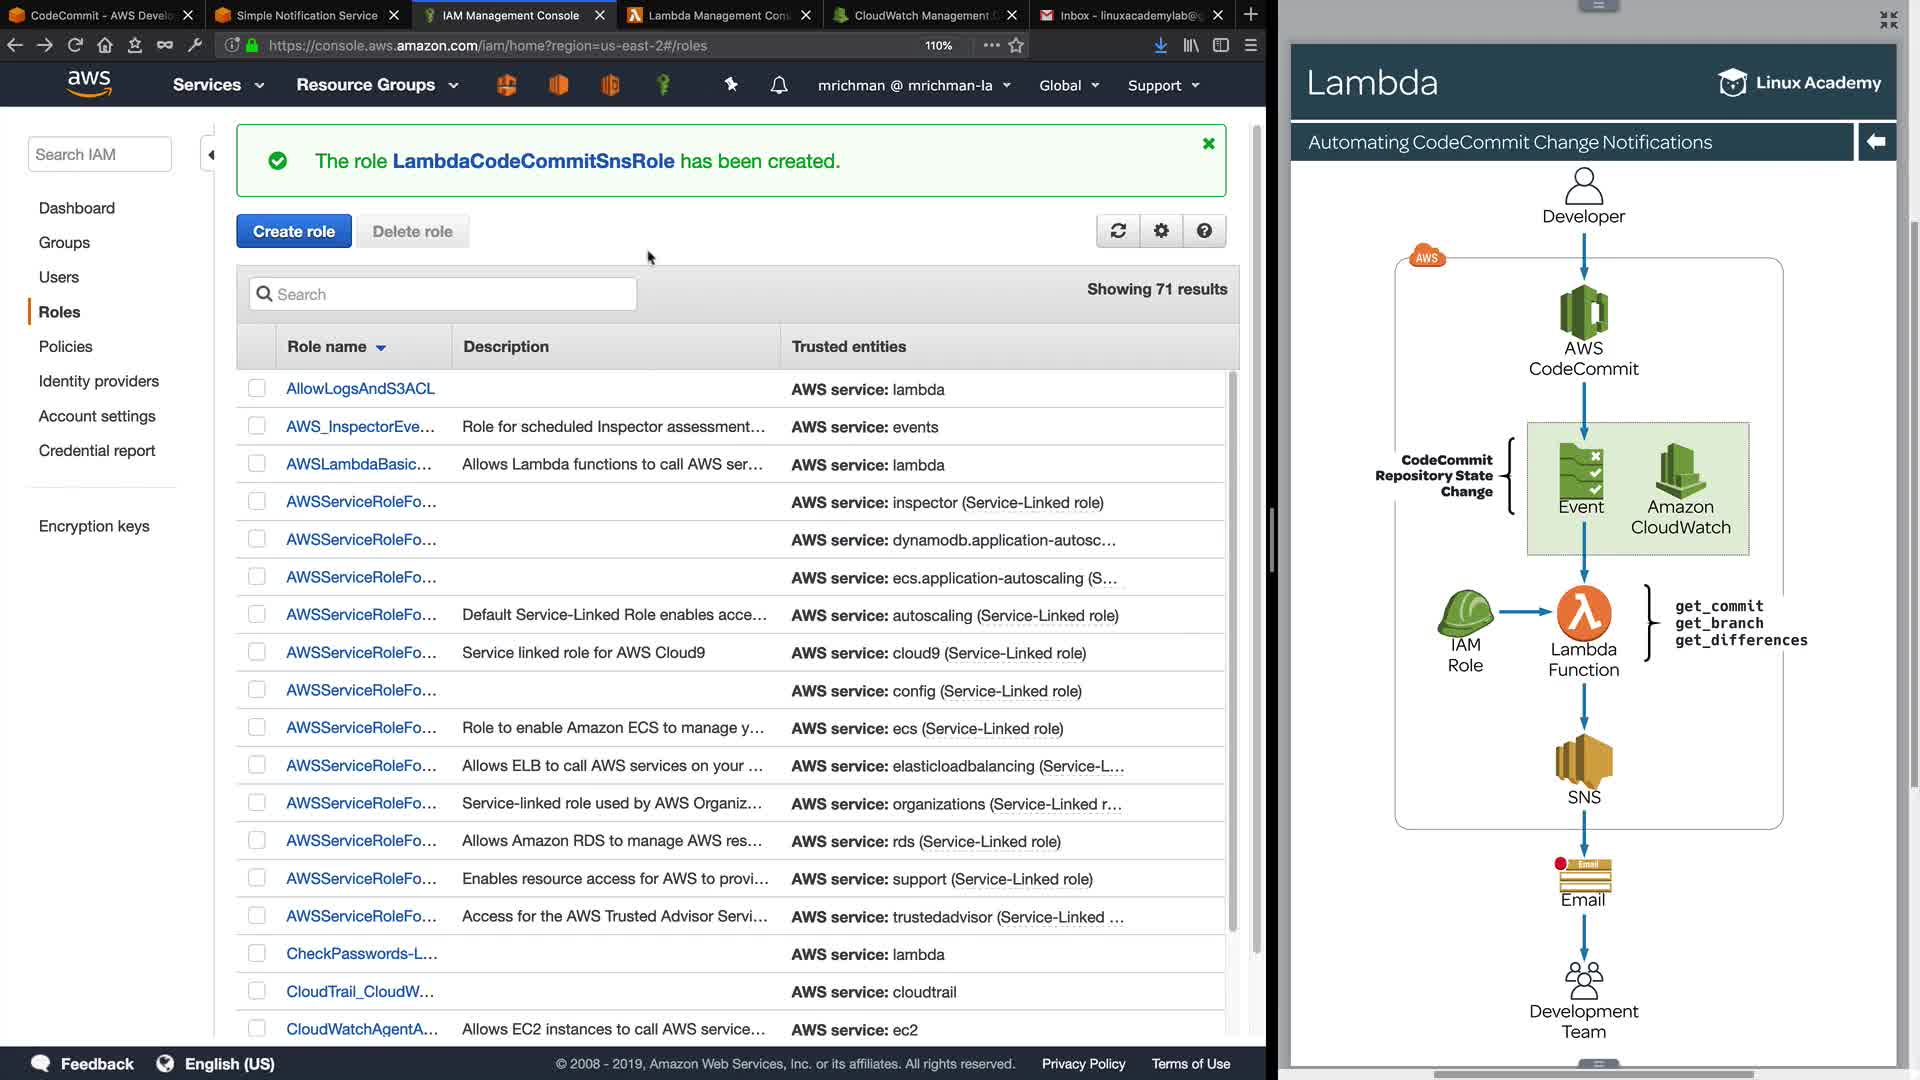 CodeCommit - AWS Develo
Simple Notification Service
IAM Management Console
Lambda Management Con
CloudWatch Management C
Inbox - linuxacademylab@g
https://console.aws.amazon.com/iam/home?region=us-east-2#/roles
110%
aws
Services
Resource Groups
mrichman @ mrichman-la
Global
Support
Search IAM
Dashboard
Groups
Users
Roles
Policies
Identity providers
Account settings
Credential report
Encryption keys
The role LambdaCodeCommitSnsRole has been created.
Create role
Delete role
Search
Showing 71 results
Role name Description Trusted entities
AllowLogsAndS3ACL AWS service: lambda
AWS_InspectorEve... Role for scheduled Inspector assessment... AWS service: events
AWSLambdaBasic... Allows Lambda functions to call AWS ser... AWS service: lambda
AWSServiceRoleFo... AWS service: inspector (Service-Linked role)
AWSServiceRoleFo... AWS service: dynamodb.application-autosc...
AWSServiceRoleFo... AWS service: ecs.application-autoscaling (S...
AWSServiceRoleFo... Default Service-Linked Role enables acce... AWS service: autoscaling (Service-Linked role)
AWSServiceRoleFo... Service linked role for AWS Cloud9 AWS service: cloud9 (Service-Linked role)
AWSServiceRoleFo... AWS service: config (Service-Linked role)
AWSServiceRoleFo... Role to enable Amazon ECS to manage y... AWS service: ecs (Service-Linked role)
AWSServiceRoleFo... Allows ELB to call AWS services on your ... AWS service: elasticloadbalancing (Service-L...
AWSServiceRoleFo... Service-linked role used by AWS Organiz... AWS service: organizations (Service-Linked r...
AWSServiceRoleFo... Allows Amazon RDS to manage AWS res... AWS service: rds (Service-Linked role)
AWSServiceRoleFo... Enables resource access for AWS to provi... AWS service: support (Service-Linked role)
AWSServiceRoleFo... Access for the AWS Trusted Advisor Servi... AWS service: trustedadvisor (Service-Linked ...
CheckPasswords-L... AWS service: lambda
CloudTrail_CloudW... AWS service: cloudtrail
CloudWatchAgentA... Allows EC2 instances to call AWS service... AWS service: ec2
Feedback
English (US)
© 2008 - 2019, Amazon Web Services, Inc. or its affiliates. All rights reserved.
Privacy Policy
Terms of Use
Lambda
Linux Academy
Automating CodeCommit Change Notifications
Developer
AWS
AWS
CodeCommit
CodeCommit
Repository State
Change
Event
Amazon
CloudWatch
IAM
Role
Lambda
Function
get_commit
get_branch
get_differences
SNS
Email
Email
Development
Team